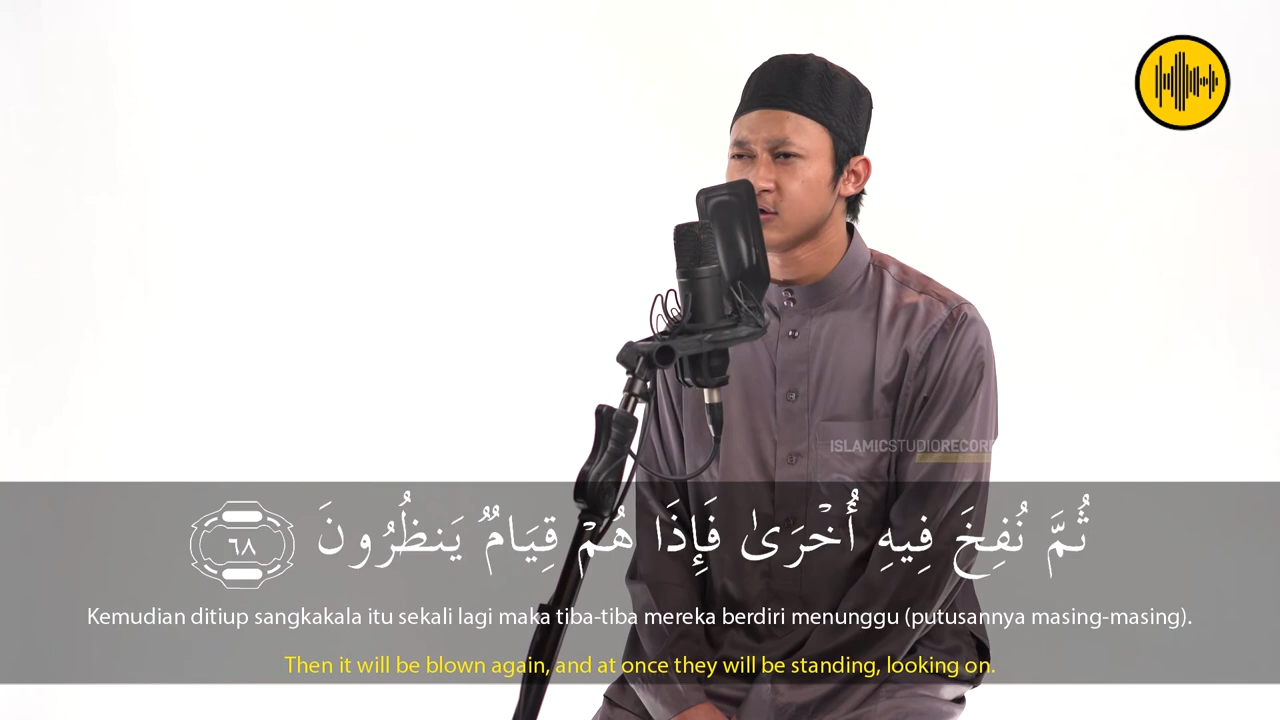 ISLAMICSTUDIORECOR
ثُمَّ نُفِخَ فِيهِ أُخْرَىٰ فَإِذَا هُمْ قِيَامٌ يَنظُرُونَ ٦٨
Kemudian ditiup sangkakala itu sekali lagi maka tiba-tiba mereka berdiri menunggu (putusannya masing-masing).
Then it will be blown again, and at once they will be standing, looking on.